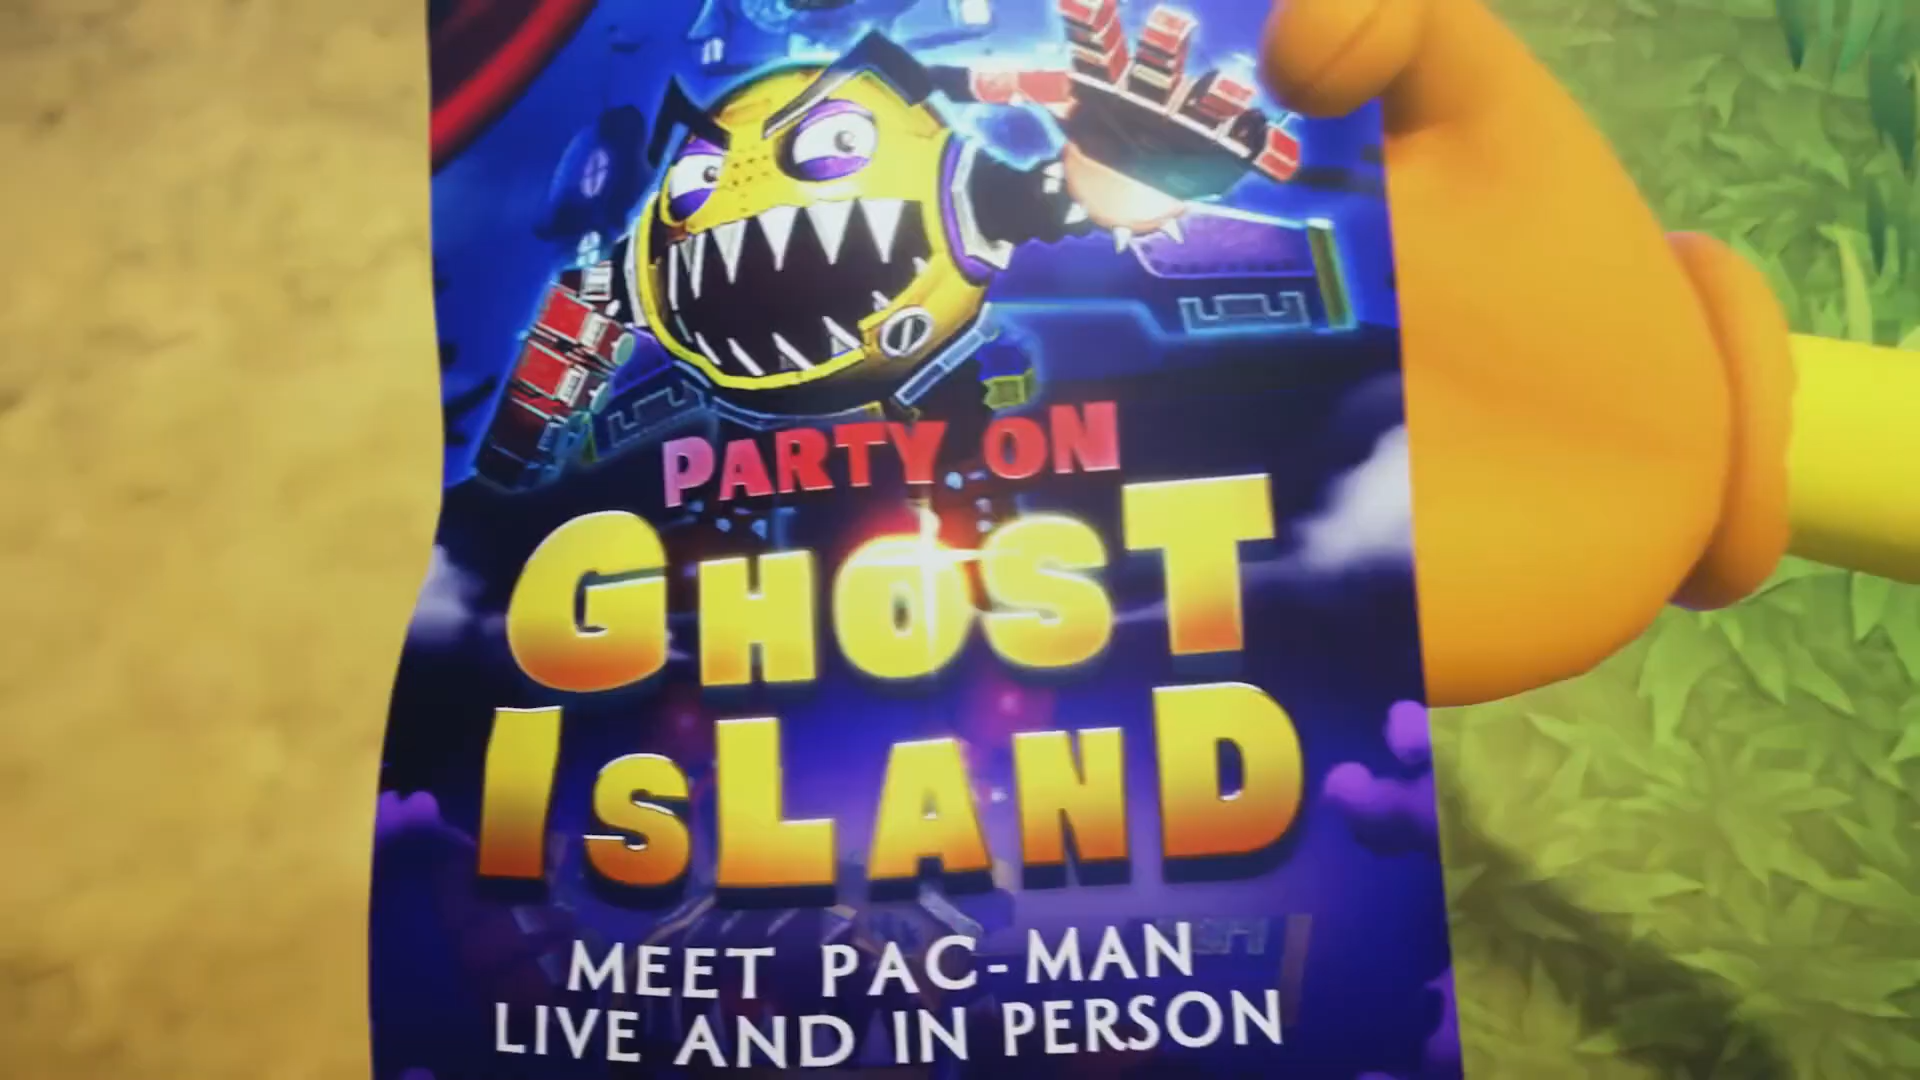 PARTY ON
GHOST
ISLAND
MEET PAC-MAN
LIVE AND IN PERSON